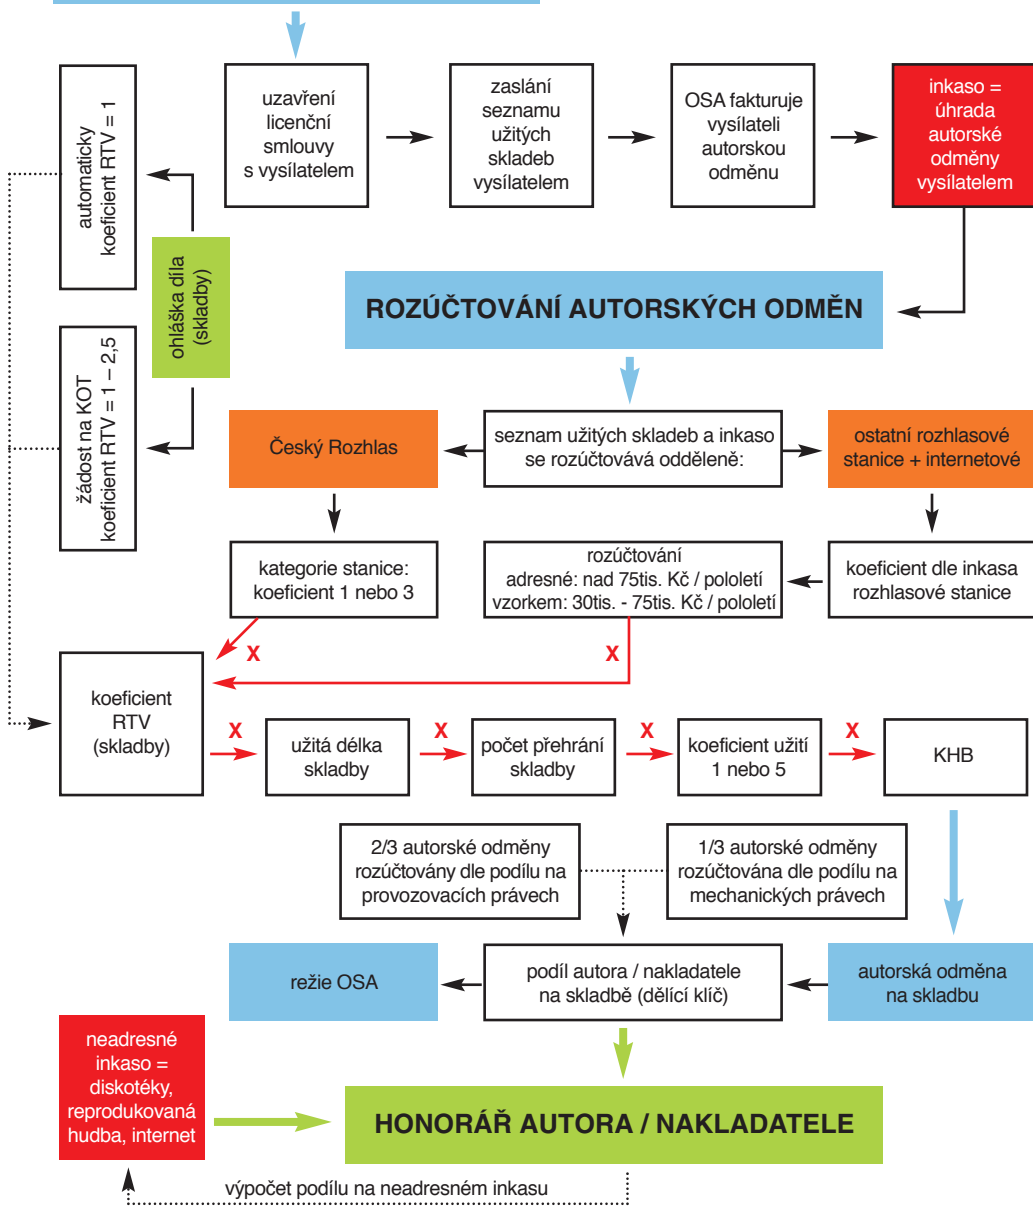 uzavření
licenční
smlouvy
s vysílatelem
zaslání
seznamu
užitých
skladeb
vysílatelem
OSA fakturuje
vysílateli
autorskou
odměnu
inkaso =
úhrada
autorské
odměny
vysílatelem
automaticky
koeficient RTV = 1
ohláška díla
(skladby)
žádost na KOT
koeficient RTV = 1 – 2,5
ROZÚČTOVÁNÍ AUTORSKÝCH ODMĚN
Český Rozhlas
seznam užitých skladeb a inkaso
se rozúčtovává odděleně:
ostatní rozhlasové
stanice + internetové
kategorie stanice:
koeficient 1 nebo 3
rozúčtování
adresné: nad 75tis. Kč / pololetí
vzorkem: 30tis. - 75tis. Kč / pololetí
koeficient dle inkasa
rozhlasové stanice
X
X
koeficient
RTV
(skladby)
X
užitá délka
skladby
X
počet přehrání
skladby
X
koeficient užití
1 nebo 5
X
KHB
2/3 autorské odměny
rozúčtovány dle podílu na
provozovacích právech
1/3 autorské odměny
rozúčtována dle podílu na
mechanických právech
režie OSA
podíl autora / nakladatele
na skladbě (dělící klíč)
autorská odměna
na skladbu
neadresné
inkaso =
diskotéky,
reprodukovaná
hudba, internet
HONORÁŘ AUTORA / NAKLADATELE
výpočet podílu na neadresném inkasu